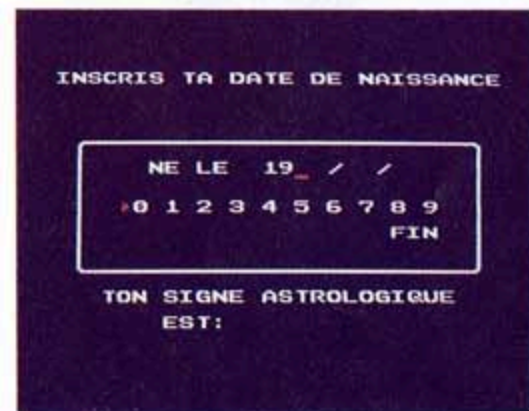 INSCRIS TA DATE DE NAISSANCE
NE LE 19_ / /
0 1 2 3 4 5 6 7 8 9
FIN
TON SIGNE ASTROLOGIQUE
EST: